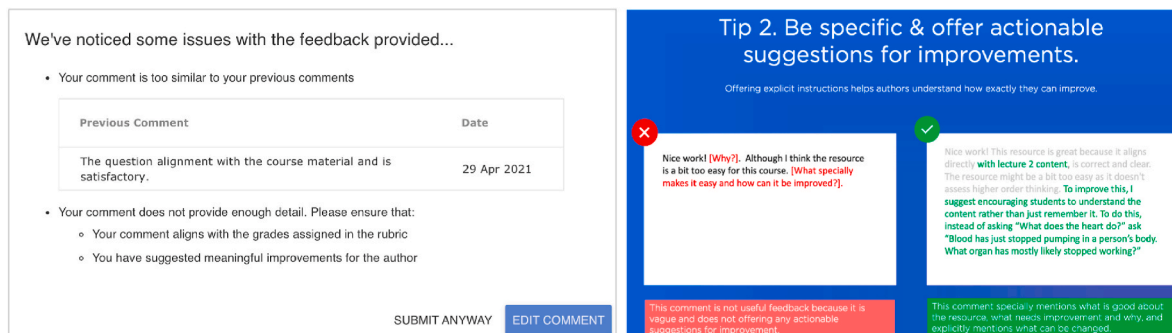 We've noticed some issues with the feedback provided...
• Your comment is too similar to your previous comments
Previous Comment Date
The question alignment with the course material and is
satisfactory.
29 Apr 2021
• Your comment does not provide enough detail. Please ensure that:
◦ Your comment aligns with the grades assigned in the rubric
◦ You have suggested meaningful improvements for the author
SUBMIT ANYWAY EDIT COMMENT
Tip 2. Be specific & offer actionable
suggestions for improvements.
Offering explicit instructions helps authors understand how exactly they can improve.
Nice work! [Why?]. Although I think the resource
is a bit too easy for this course. [What specially
makes it easy and how can it be improved?].
This comment is not useful feedback because it is
vague and does not offering any actionable
suggestions for improvement.
Nice work! This resource is great because it aligns
directly with lecture 2 content, is correct and clear.
The resource might be a bit too easy as it doesn't
assess higher order thinking. To improve this, I
suggest encouraging students to understand the
content rather than just remember it. To do this,
instead of asking "What does the heart do?" ask
"Blood has just stopped pumping in a person's body.
What organ has mostly likely stopped working?"
This comment specially mentions what is good about
the resource, what needs improvement and why, and
explicitly mentions what can be changed.